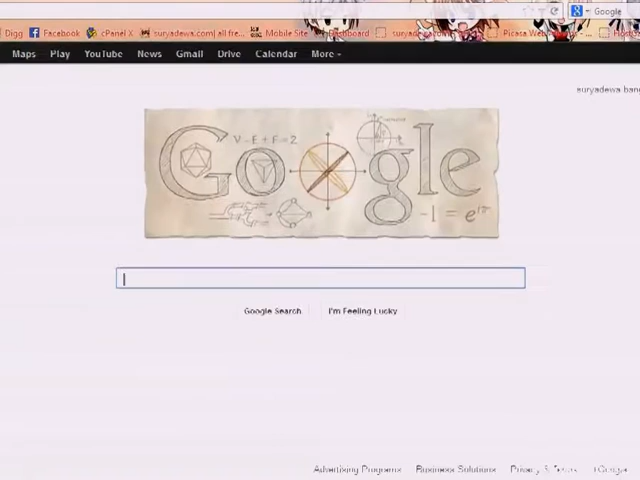 Google
Digg Facebook cPanel X suryadewa.com| all fre... Mobile Site Dashboard Picasa Web
Maps Play YouTube News Gmail Drive Calendar More
suryadewa
Google
V-E+F=2
-1 = e^iπ
Google Search I'm Feeling Lucky
Advertising Programs Business Solutions Privacy & Terms +Google